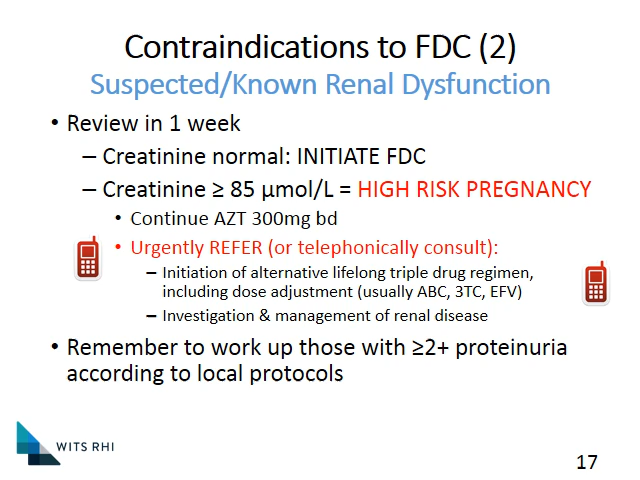 Contraindications to FDC (2)
Suspected/Known Renal Dysfunction
• Review in 1 week
– Creatinine normal: INITIATE FDC
– Creatinine ≥ 85 µmol/L = HIGH RISK PREGNANCY
• Continue AZT 300mg bd
• Urgently REFER (or telephonically consult):
– Initiation of alternative lifelong triple drug regimen,
including dose adjustment (usually ABC, 3TC, EFV)
– Investigation & management of renal disease
• Remember to work up those with ≥2+ proteinuria
according to local protocols
WITS RHI
17